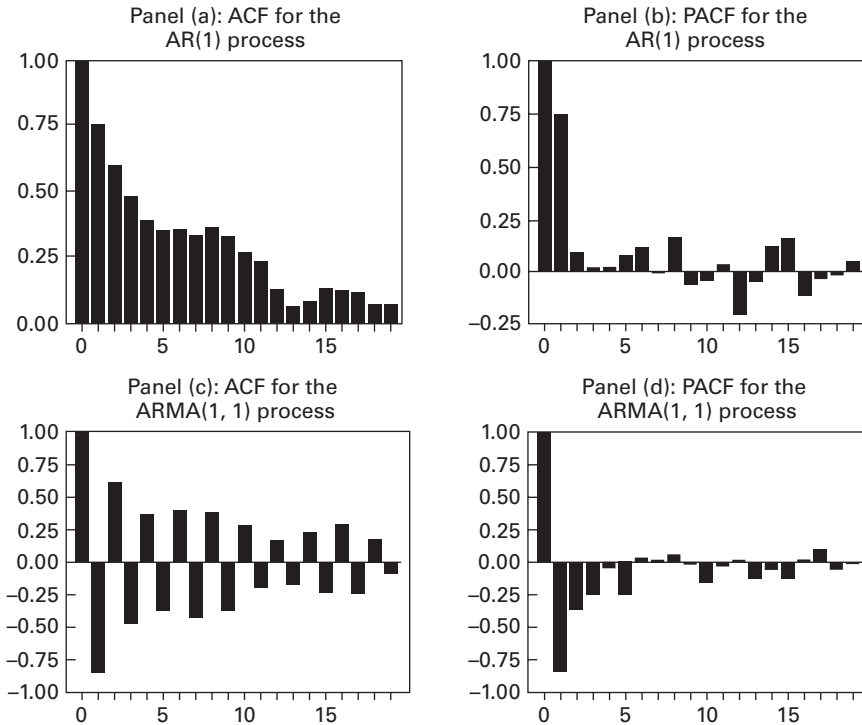 Panel (a): ACF for the
AR(1) process
1.00
0.75
0.50
0.25
0.00
0 5 10 15
Panel (b): PACF for the
AR(1) process
1.00
0.75
0.50
0.25
0.00
−0.25
0 5 10 15
Panel (c): ACF for the
ARMA(1, 1) process
1.00
0.75
0.50
0.25
0.00
−0.25
−0.50
−0.75
−1.00
0 5 10 15
Panel (d): PACF for the
ARMA(1, 1) process
1.00
0.75
0.50
0.25
0.00
−0.25
−0.50
−0.75
−1.00
0 5 10 15